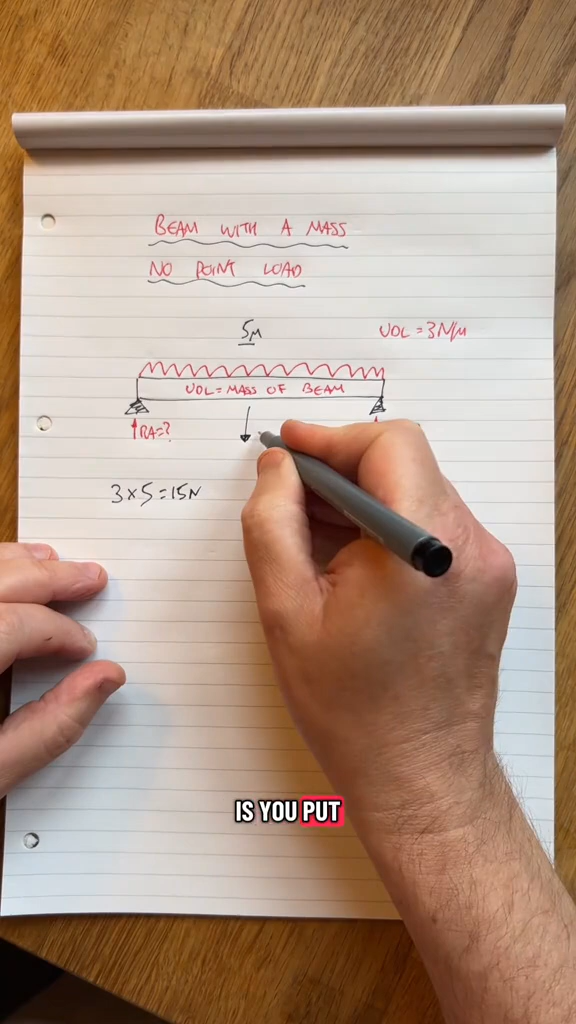 BEAM WITH A MASS
NO POINT LOAD
5M
UDL = 3N/M
UDL = MASS OF BEAM
RA=?
3 × 5 = 15N
IS YOU PUT